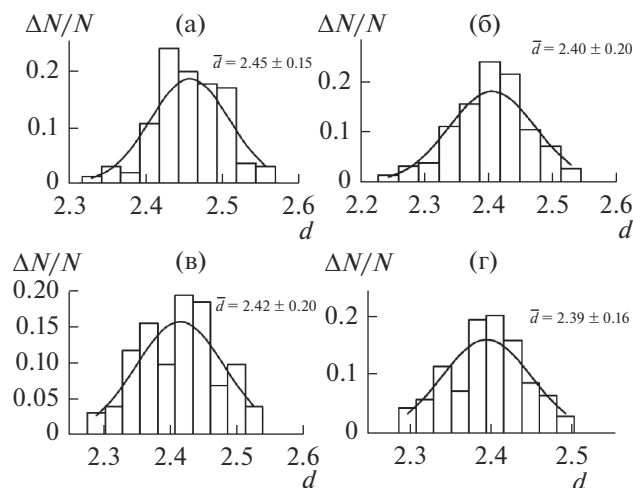 ΔN/N (а) ΔN/N (б)
d̅ = 2.45 ± 0.15 d̅ = 2.40 ± 0.20
0.2 0.2
0.1 0.1
0 0
2.3 2.4 2.5 2.6 2.2 2.3 2.4 2.5 2.6
d d
ΔN/N (в) ΔN/N (г)
0.20 d̅ = 2.42 ± 0.20 0.2 d̅ = 2.39 ± 0.16
0.15
0.10 0.1
0.05
0 0
2.3 2.4 2.5 2.6 2.3 2.4 2.5
d d